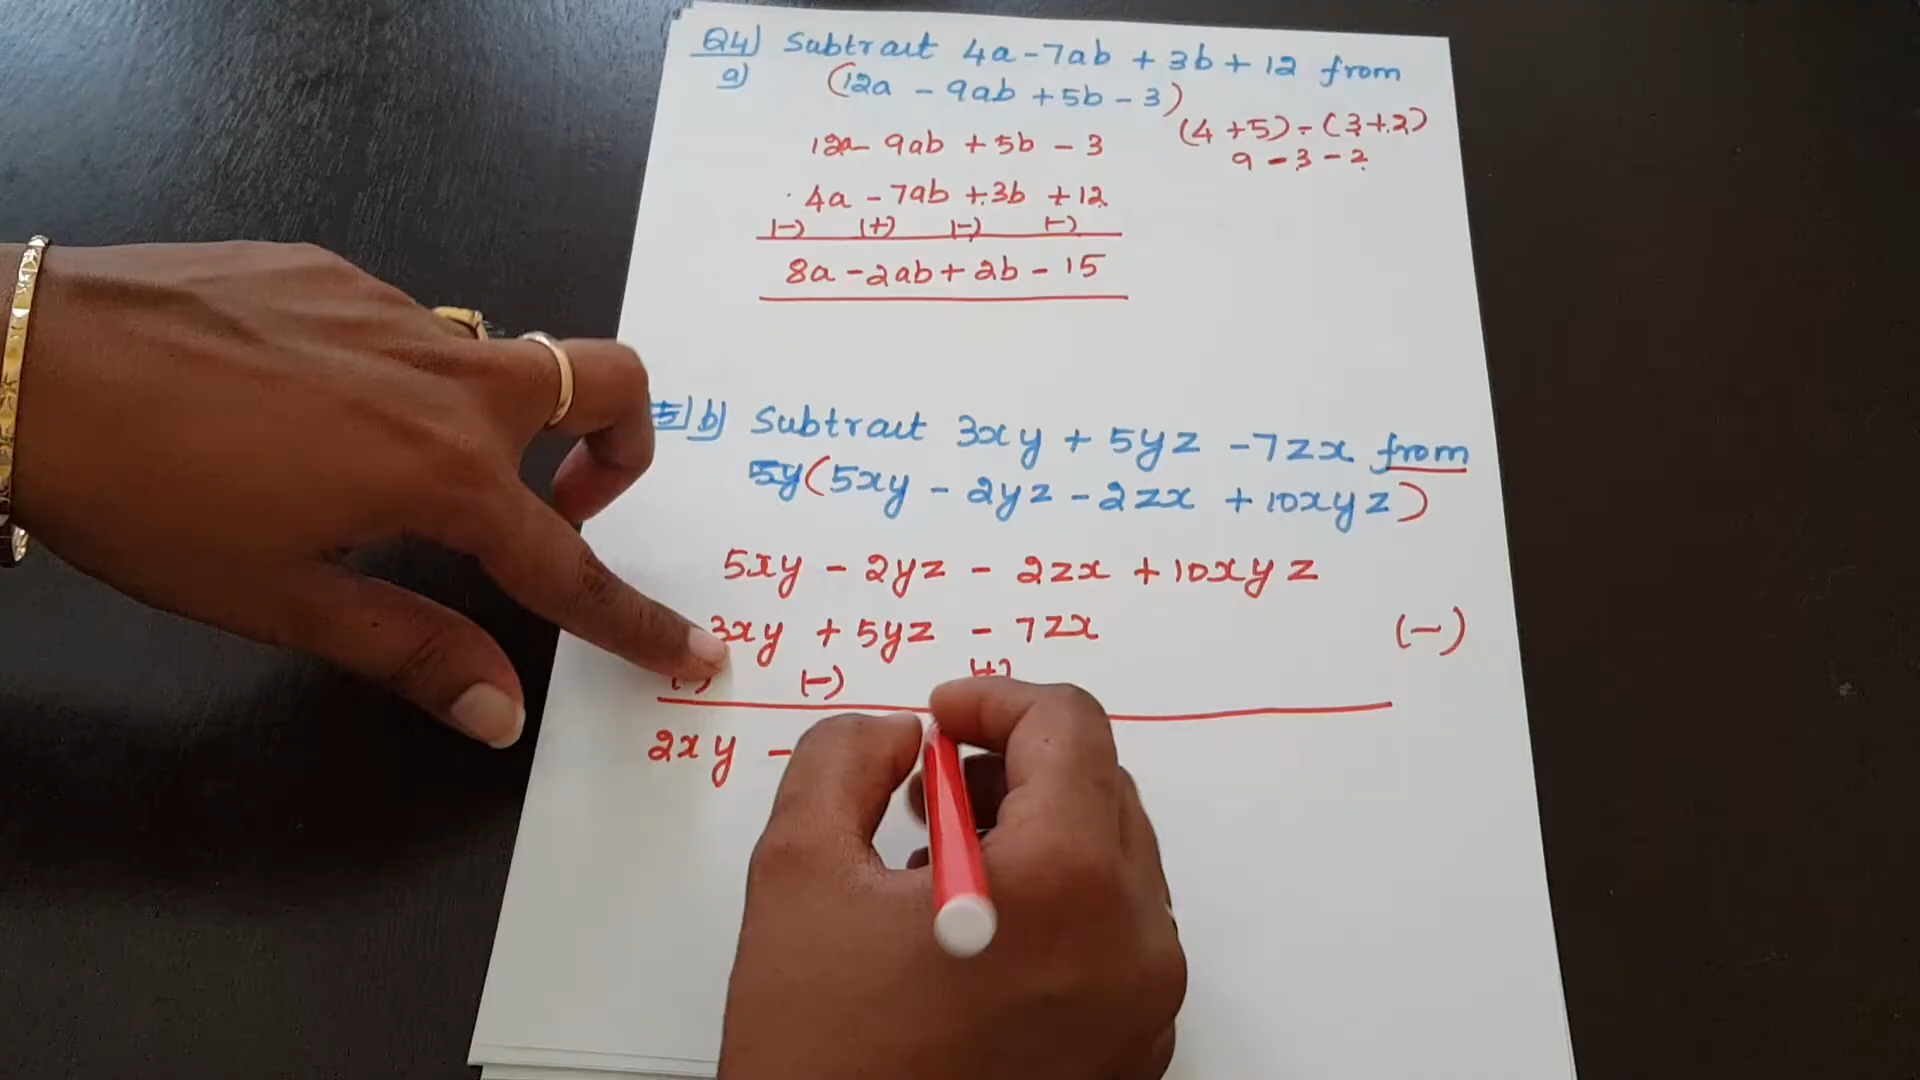 Q4) Subtract 4a - 7ab + 3b + 12 from
a) (12a - 9ab + 5b - 3)
(4 + 5) - (3 + 2)
9 - 3 - 2
12a - 9ab + 5b - 3
4a - 7ab + 3b + 12
(-) (+) (-) (-)
8a - 2ab + 2b - 15
5) b) Subtract 3xy + 5yz - 7zx from
5y (5xy - 2yz - 2zx + 10xyz)
5xy - 2yz - 2zx + 10xyz
3xy + 5yz - 7zx (-)
(-) (-) (+)
2xy -